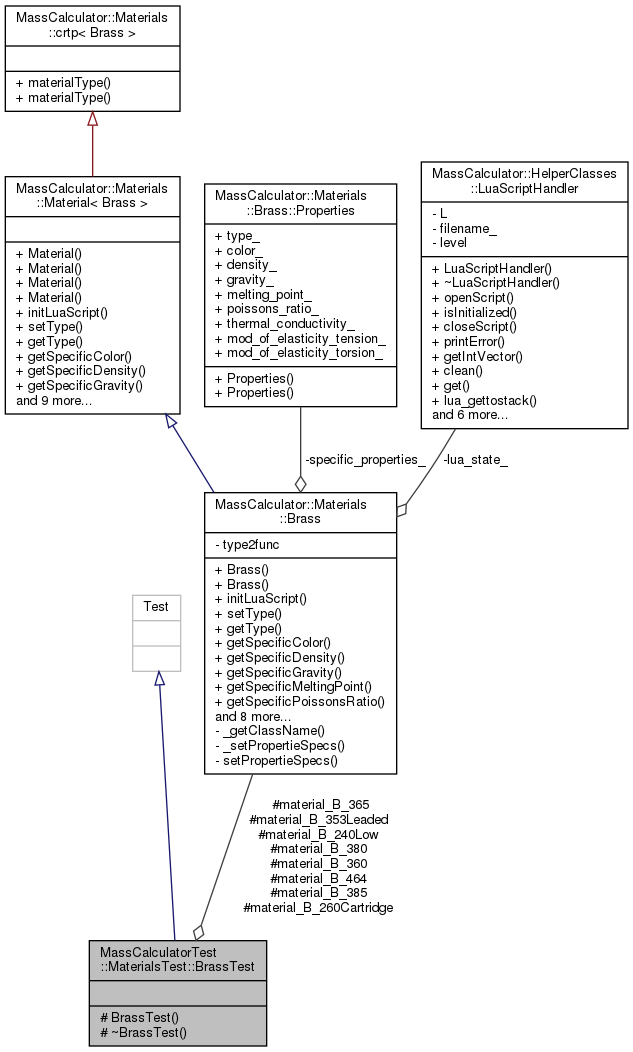 MassCalculator::Materials
::crtp< Brass >
+ materialType()
+ materialType()
MassCalculator::Materials
::Material< Brass >
+ Material()
+ Material()
+ Material()
+ Material()
+ initLuaScript()
+ setType()
+ getType()
+ getSpecificColor()
+ getSpecificDensity()
+ getSpecificGravity()
and 9 more...
MassCalculator::Materials
::Brass::Properties
+ type_
+ color_
+ density_
+ gravity_
+ melting_point_
+ poissons_ratio_
+ thermal_conductivity_
+ mod_of_elasticity_tension_
+ mod_of_elasticity_torsion_
+ Properties()
+ Properties()
MassCalculator::HelperClasses
::LuaScriptHandler
- L
- filename_
- level
+ LuaScriptHandler()
+ ~LuaScriptHandler()
+ openScript()
+ isInitialized()
+ closeScript()
+ printError()
+ getIntVector()
+ clean()
+ get()
+ lua_gettostack()
and 6 more...
-specific_properties_
-lua_state_
MassCalculator::Materials
::Brass
- type2func
+ Brass()
+ Brass()
+ initLuaScript()
+ setType()
+ getType()
+ getSpecificColor()
+ getSpecificDensity()
+ getSpecificGravity()
+ getSpecificMeltingPoint()
+ getSpecificPoissonsRatio()
and 8 more...
- _getClassName()
- _setPropertieSpecs()
- setPropertieSpecs()
Test
#material_B_365
#material_B_353Leaded
#material_B_240Low
#material_B_380
#material_B_360
#material_B_464
#material_B_385
#material_B_260Cartridge
MassCalculatorTest
::MaterialsTest::BrassTest
# BrassTest()
# ~BrassTest()